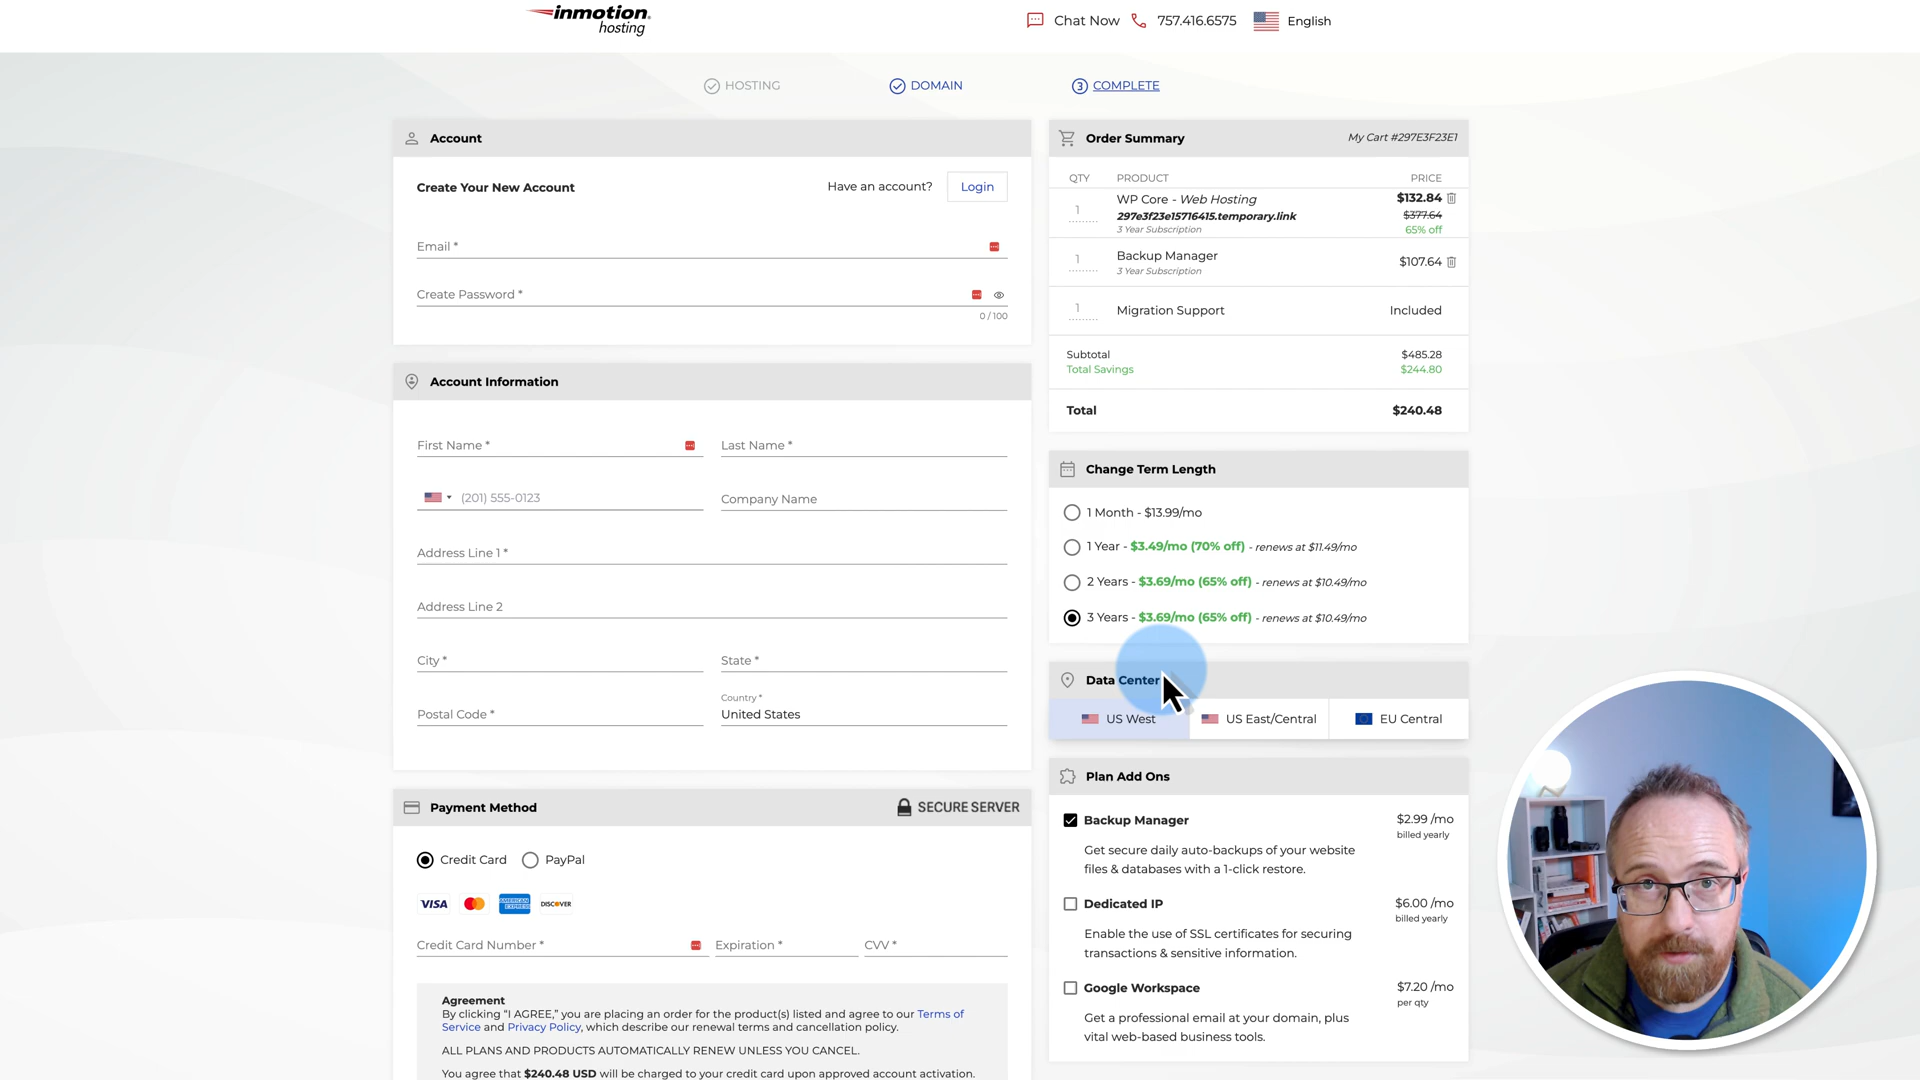 inmotion
hosting
Chat Now 757.416.6575 English
HOSTING DOMAIN 3 COMPLETE
Account
Create Your New Account Have an account? Login
Email *
Create Password *
0 / 100
Account Information
First Name * Last Name *
(201) 555-0123 Company Name
Address Line 1 *
Address Line 2
City * State *
Country *
Postal Code * United States
Payment Method SECURE SERVER
Credit Card PayPal
VISA AMERICAN EXPRESS DISCOVER
Credit Card Number * Expiration * CVV *
Agreement
By clicking “I AGREE,” you are placing an order for the product(s) listed and agree to our Terms of
Service and Privacy Policy, which describe our renewal terms and cancellation policy.
ALL PLANS AND PRODUCTS AUTOMATICALLY RENEW UNLESS YOU CANCEL.
You agree that $240.48 USD will be charged to your credit card upon approved account activation.
Order Summary My Cart #297E3F23E1
QTY PRODUCT PRICE
1 WP Core - Web Hosting $132.84
297e3f23e15716415.temporary.link $377.64
3 Year Subscription 65% off
1 Backup Manager $107.64
3 Year Subscription
1 Migration Support Included
Subtotal $485.28
Total Savings $244.80
Total $240.48
Change Term Length
1 Month - $13.99/mo
1 Year - $3.49/mo (70% off) - renews at $11.49/mo
2 Years - $3.69/mo (65% off) - renews at $10.49/mo
3 Years - $3.69/mo (65% off) - renews at $10.49/mo
Data Center
US West US East/Central EU Central
Plan Add Ons
Backup Manager $2.99 /mo
billed yearly
Get secure daily auto-backups of your website
files & databases with a 1-click restore.
Dedicated IP $6.00 /mo
billed yearly
Enable the use of SSL certificates for securing
transactions & sensitive information.
Google Workspace $7.20 /mo
per qty
Get a professional email at your domain, plus
vital web-based business tools.